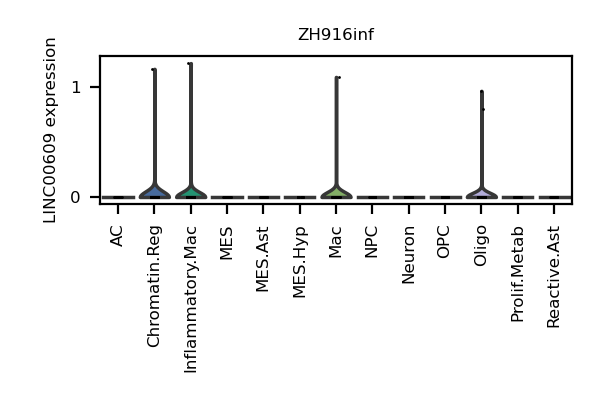 ZH916inf
LINC00609 expression
1
0
AC
Chromatin.Reg
Inflammatory.Mac
MES
MES.Ast
MES.Hyp
Mac
NPC
Neuron
OPC
Oligo
Prolif.Metab
Reactive.Ast